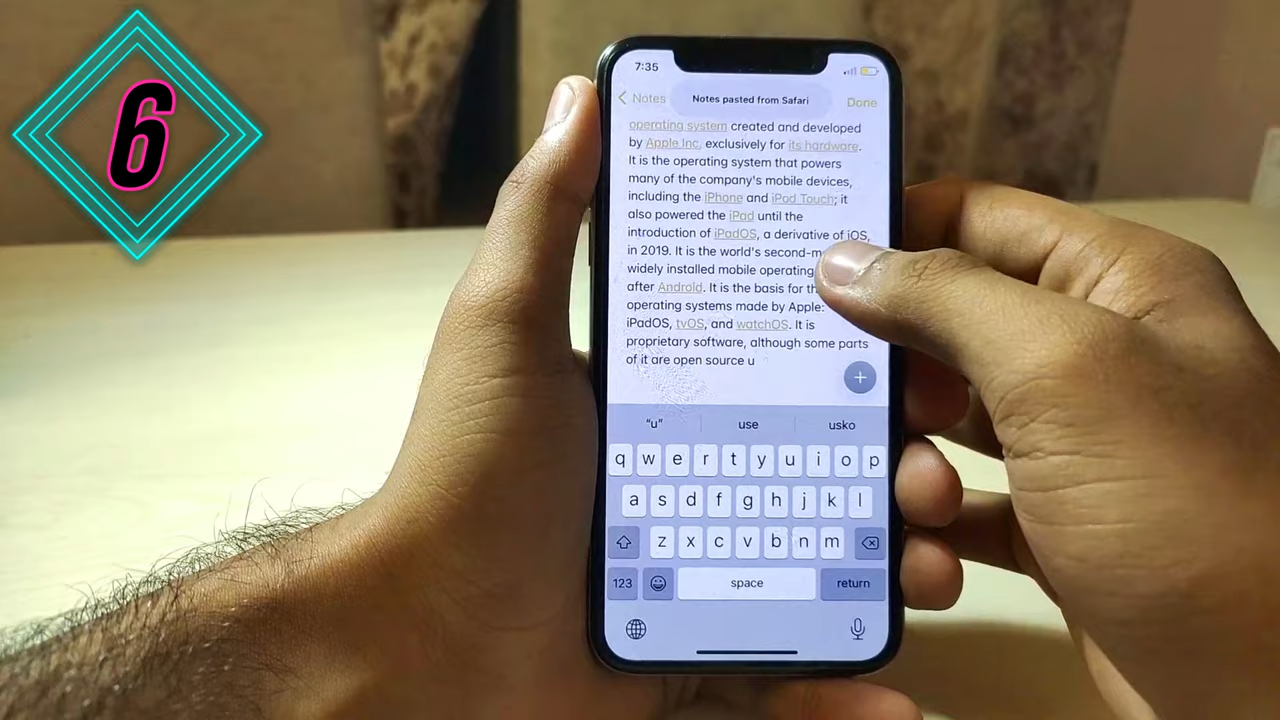 6
7:35
Notes
Notes pasted from Safari
Done
operating system created and developed
by Apple Inc. exclusively for its hardware.
It is the operating system that powers
many of the company's mobile devices,
including the iPhone and iPod Touch; it
also powered the iPad until the
introduction of iPadOS, a derivative of iOS,
in 2019. It is the world's second-m
widely installed mobile operating
after Android. It is the basis for th
operating systems made by Apple:
iPadOS, tvOS, and watchOS. It is
proprietary software, although some parts
of it are open source u
"u" use usko
q w e r t y u i o p
a s d f g h j k l
z x c v b n m
123 space return